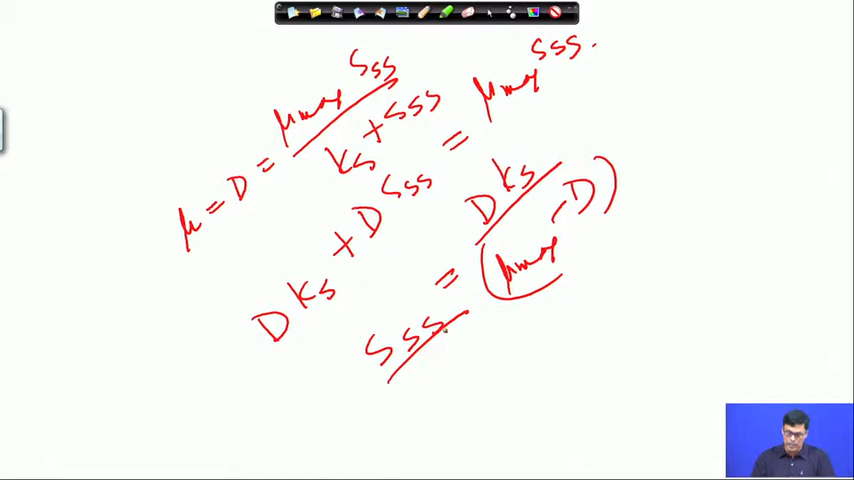 μ = D = μmax Sss / Ks + Sss
D Ks + D Sss = μmax Sss.
Sss = D Ks / (μmax - D)